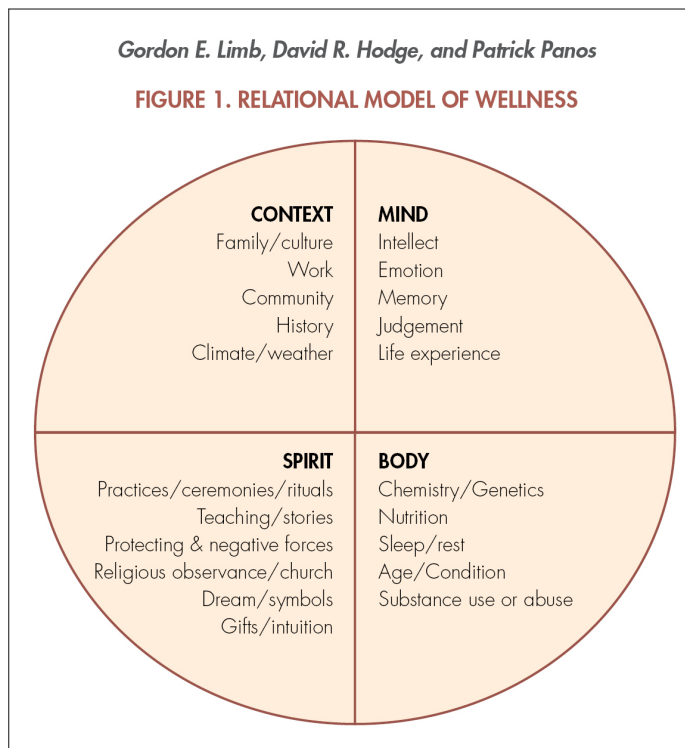 Gordon E. Limb, David R. Hodge, and Patrick Panos
FIGURE 1. RELATIONAL MODEL OF WELLNESS
CONTEXT
Family/culture
Work
Community
History
Climate/weather
MIND
Intellect
Emotion
Memory
Judgement
Life experience
SPIRIT
Practices/ceremonies/rituals
Teaching/stories
Protecting & negative forces
Religious observance/church
Dream/symbols
Gifts/intuition
BODY
Chemistry/Genetics
Nutrition
Sleep/rest
Age/Condition
Substance use or abuse